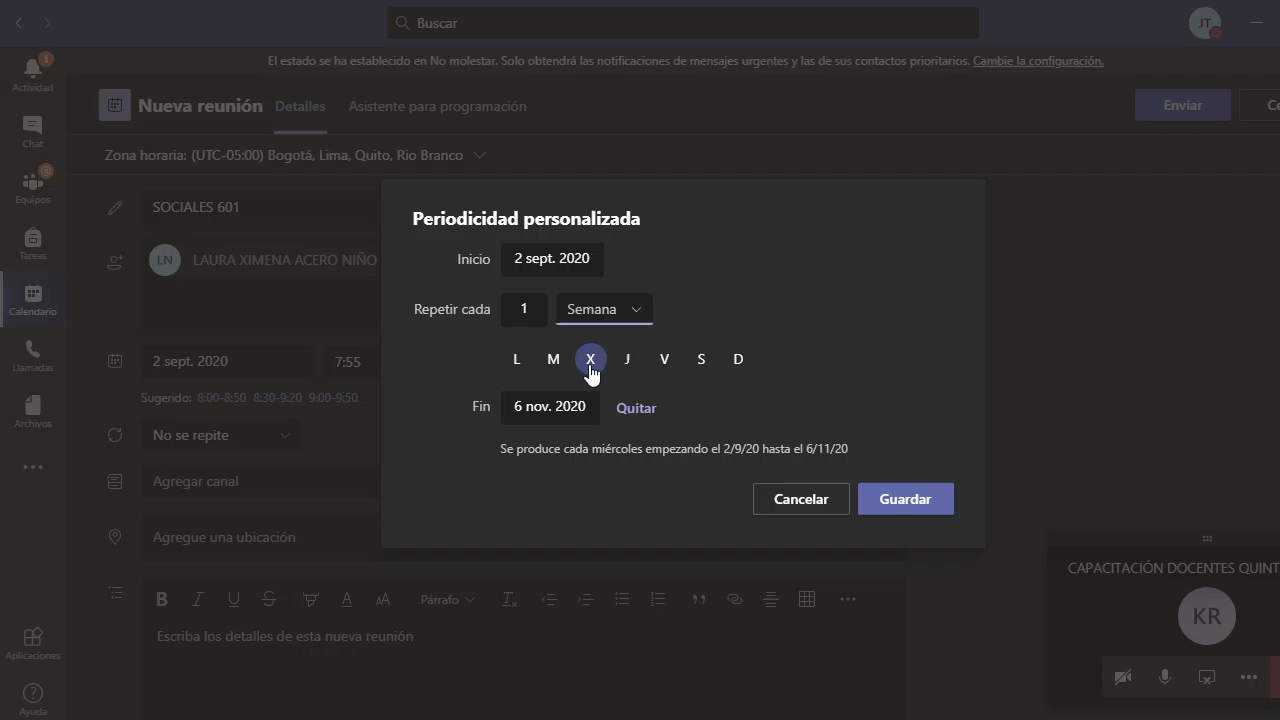 Buscar
JT
El estado se ha establecido en No molestar. Solo obtendrá las notificaciones de mensajes urgentes y las de sus contactos prioritarios. Cambie la configuración.
1
Actividad
Nueva reunión Detalles Asistente para programación
Enviar
Chat
Zona horaria: (UTC-05:00) Bogotá, Lima, Quito, Rio Branco
@
Equipos
SOCIALES 601
Periodicidad personalizada
Tareas
LN LAURA XIMENA ACERO NIÑO
Inicio 2 sept. 2020
Calendario
Repetir cada 1 Semana
Llamadas
2 sept. 2020 7:55
L M X J V S D
Sugerido: 8:00-8:50 8:30-9:20 9:00-9:50
Archivos
Fin 6 nov. 2020 Quitar
No se repite
Se produce cada miércoles empezando el 2/9/20 hasta el 6/11/20
Agregar canal
Cancelar Guardar
Agregue una ubicación
CAPACITACIÓN DOCENTES QUINT
B I U S A AA Párrafo
KR
Escriba los detalles de esta nueva reunión
Aplicaciones
Ayuda